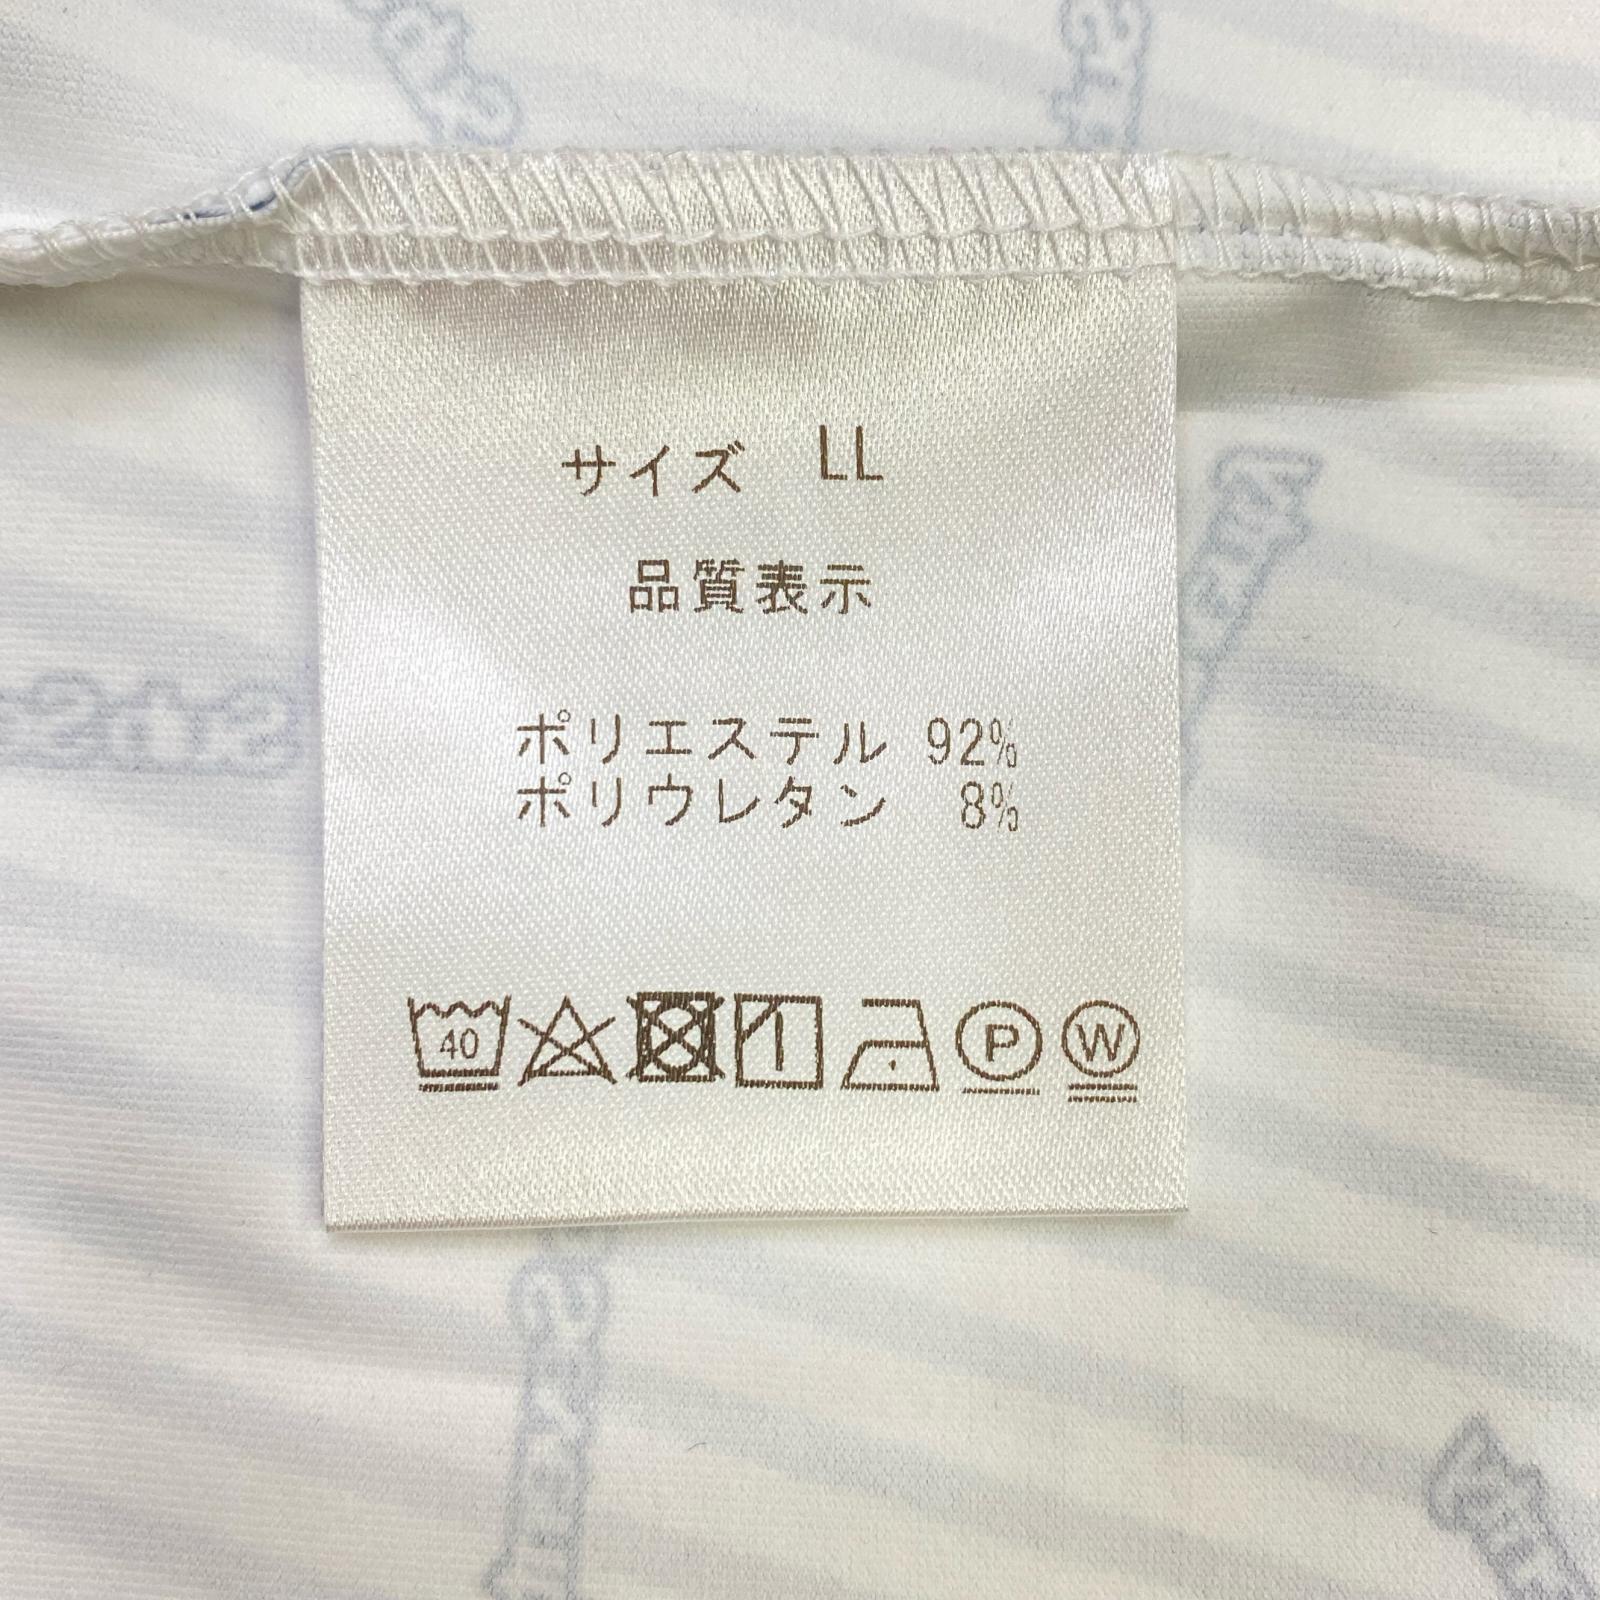 サイズ LL
品質表示
ポリエステル 92%
ポリウレタン 8%
40 P W